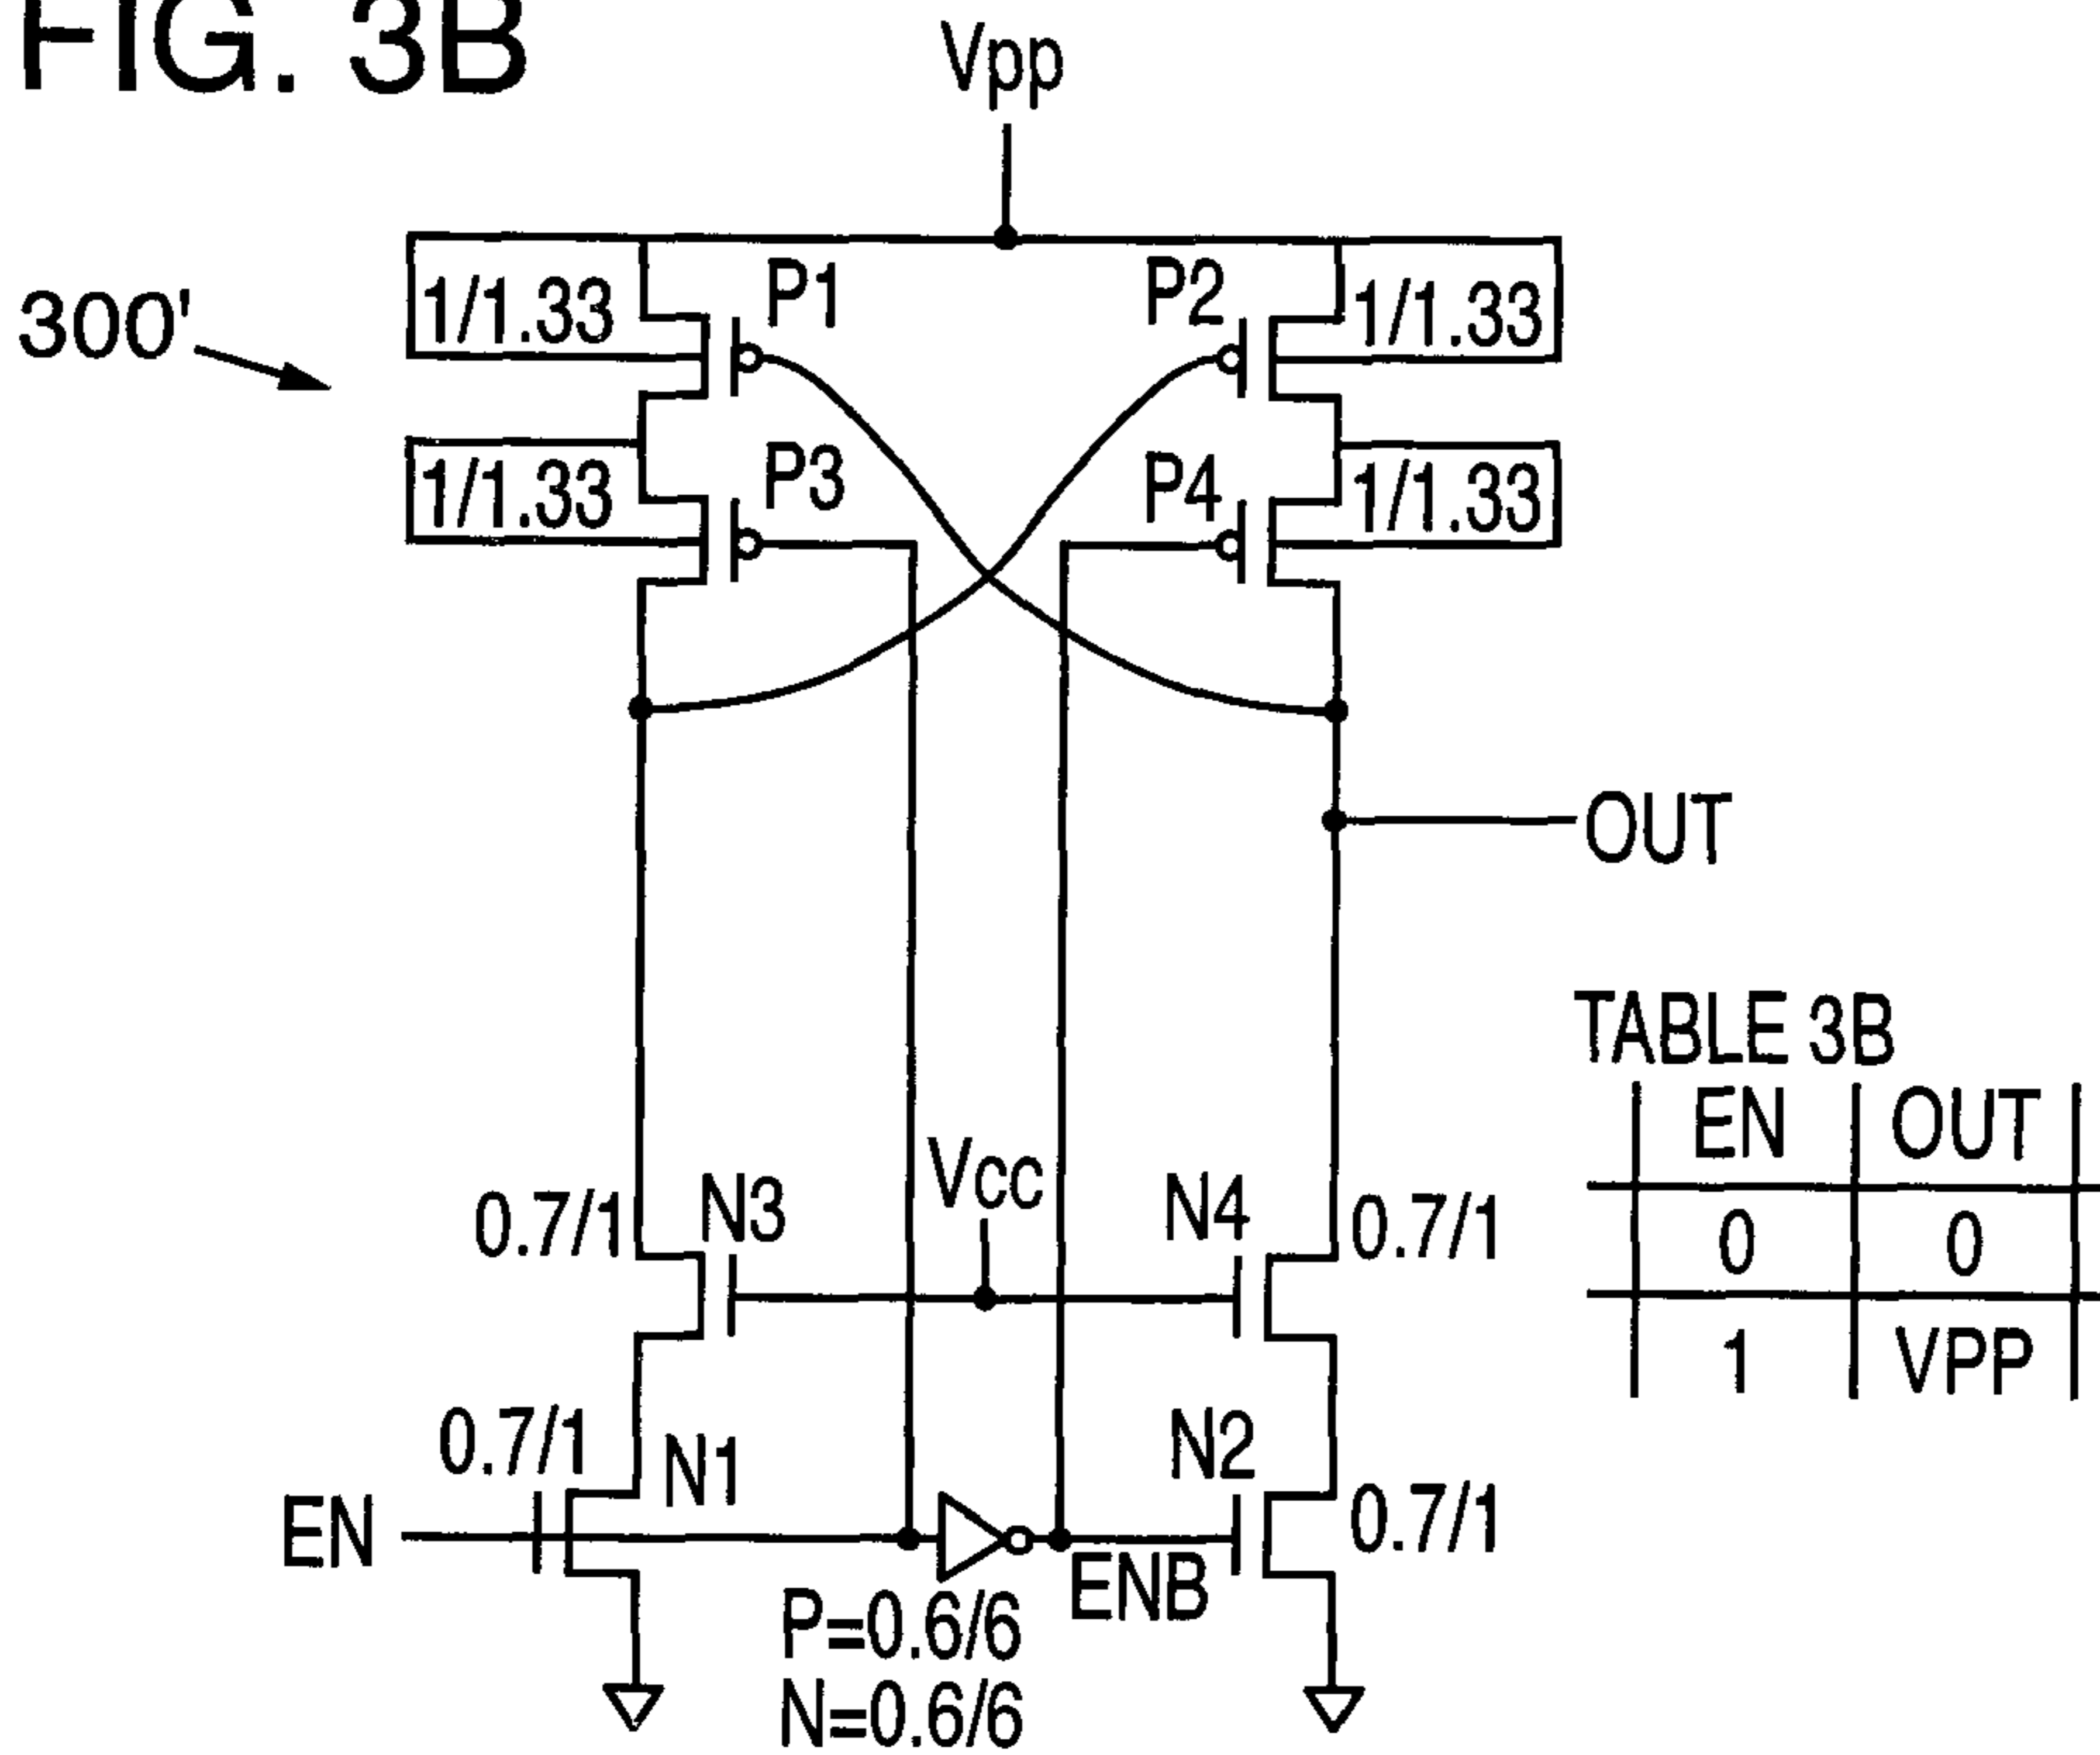 FIG. 3B
Vpp
300'
1/1.33
P1
P2
1/1.33
1/1.33
P3
P4
1/1.33
OUT
TABLE 3B
EN OUT
0 0
1 VPP
0.7/1
N3
Vcc
N4
0.7/1
0.7/1
N1
N2
0.7/1
EN
ENB
P=0.6/6
N=0.6/6